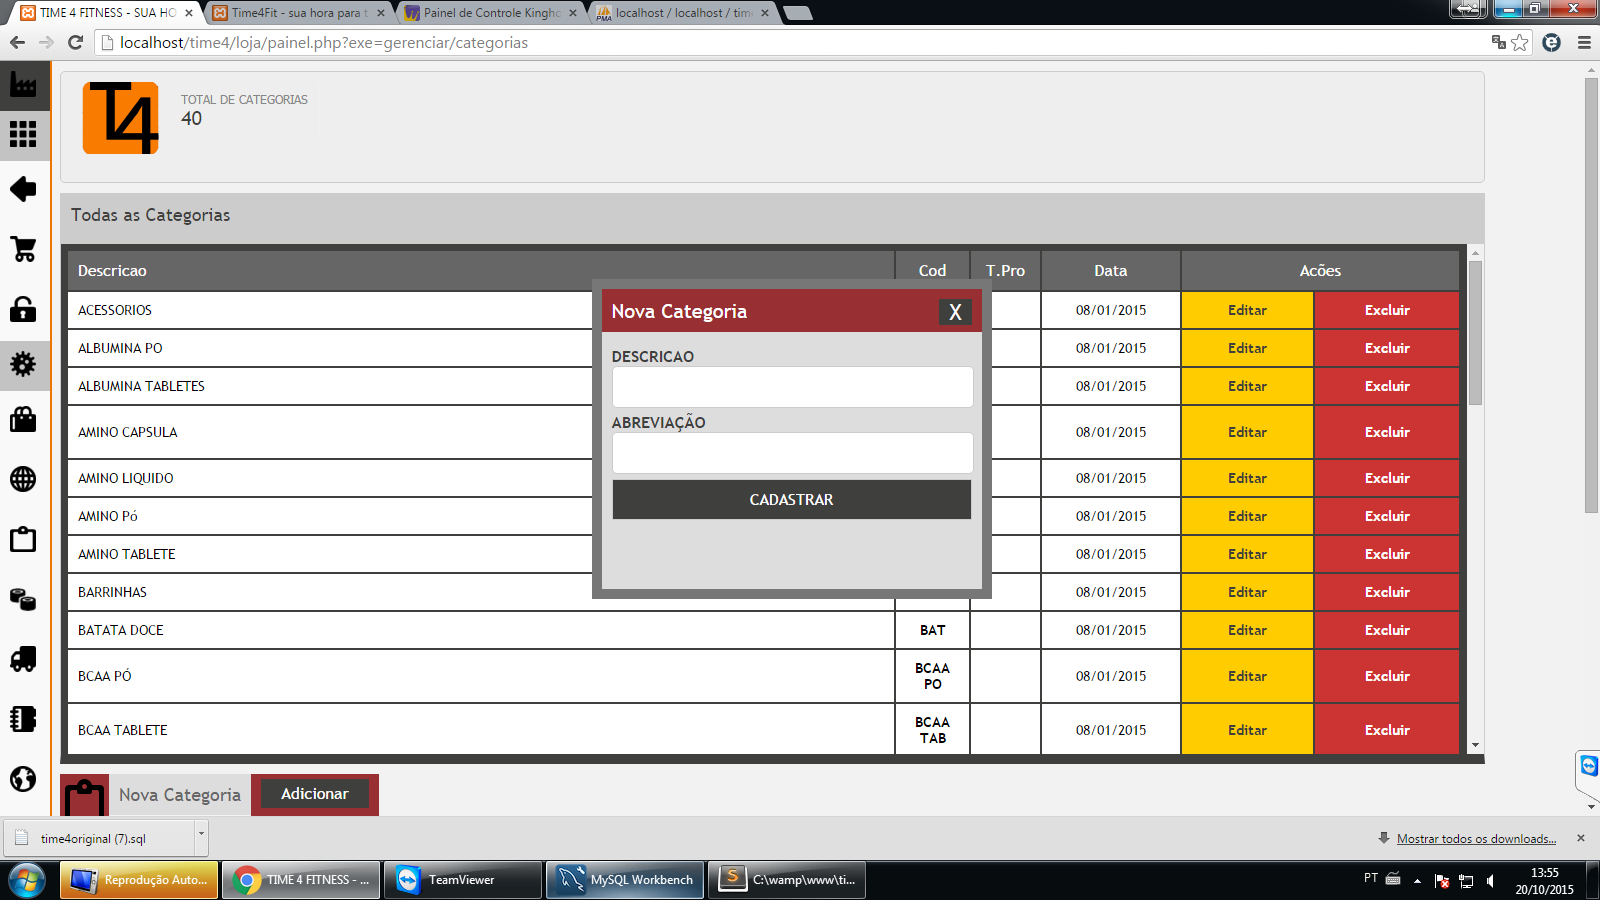 TIME 4 FITNESS - SUA HO
Time4Fit - sua hora para t
Painel de Controle Kingho
localhost / localhost / time
localhost/time4/loja/painel.php?exe=gerenciar/categorias
T4
TOTAL DE CATEGORIAS
40
Todas as Categorias
Descricao Cod T.Pro Data Acões
ACESSORIOS 08/01/2015 Editar Excluir
ALBUMINA PO 08/01/2015 Editar Excluir
ALBUMINA TABLETES 08/01/2015 Editar Excluir
AMINO CAPSULA 08/01/2015 Editar Excluir
AMINO LIQUIDO 08/01/2015 Editar Excluir
AMINO Pó 08/01/2015 Editar Excluir
AMINO TABLETE 08/01/2015 Editar Excluir
BARRINHAS 08/01/2015 Editar Excluir
BATATA DOCE BAT 08/01/2015 Editar Excluir
BCAA PÓ BCAA PO 08/01/2015 Editar Excluir
BCAA TABLETE BCAA TAB 08/01/2015 Editar Excluir
Nova Categoria X
DESCRICAO
ABREVIAÇÃO
CADASTRAR
Nova Categoria Adicionar
time4original (7).sql
Mostrar todos os downloads...
Reprodução Auto...
TIME 4 FITNESS - ...
TeamViewer
MySQL Workbench
C:\wamp\www\ti...
PT
13:55
20/10/2015